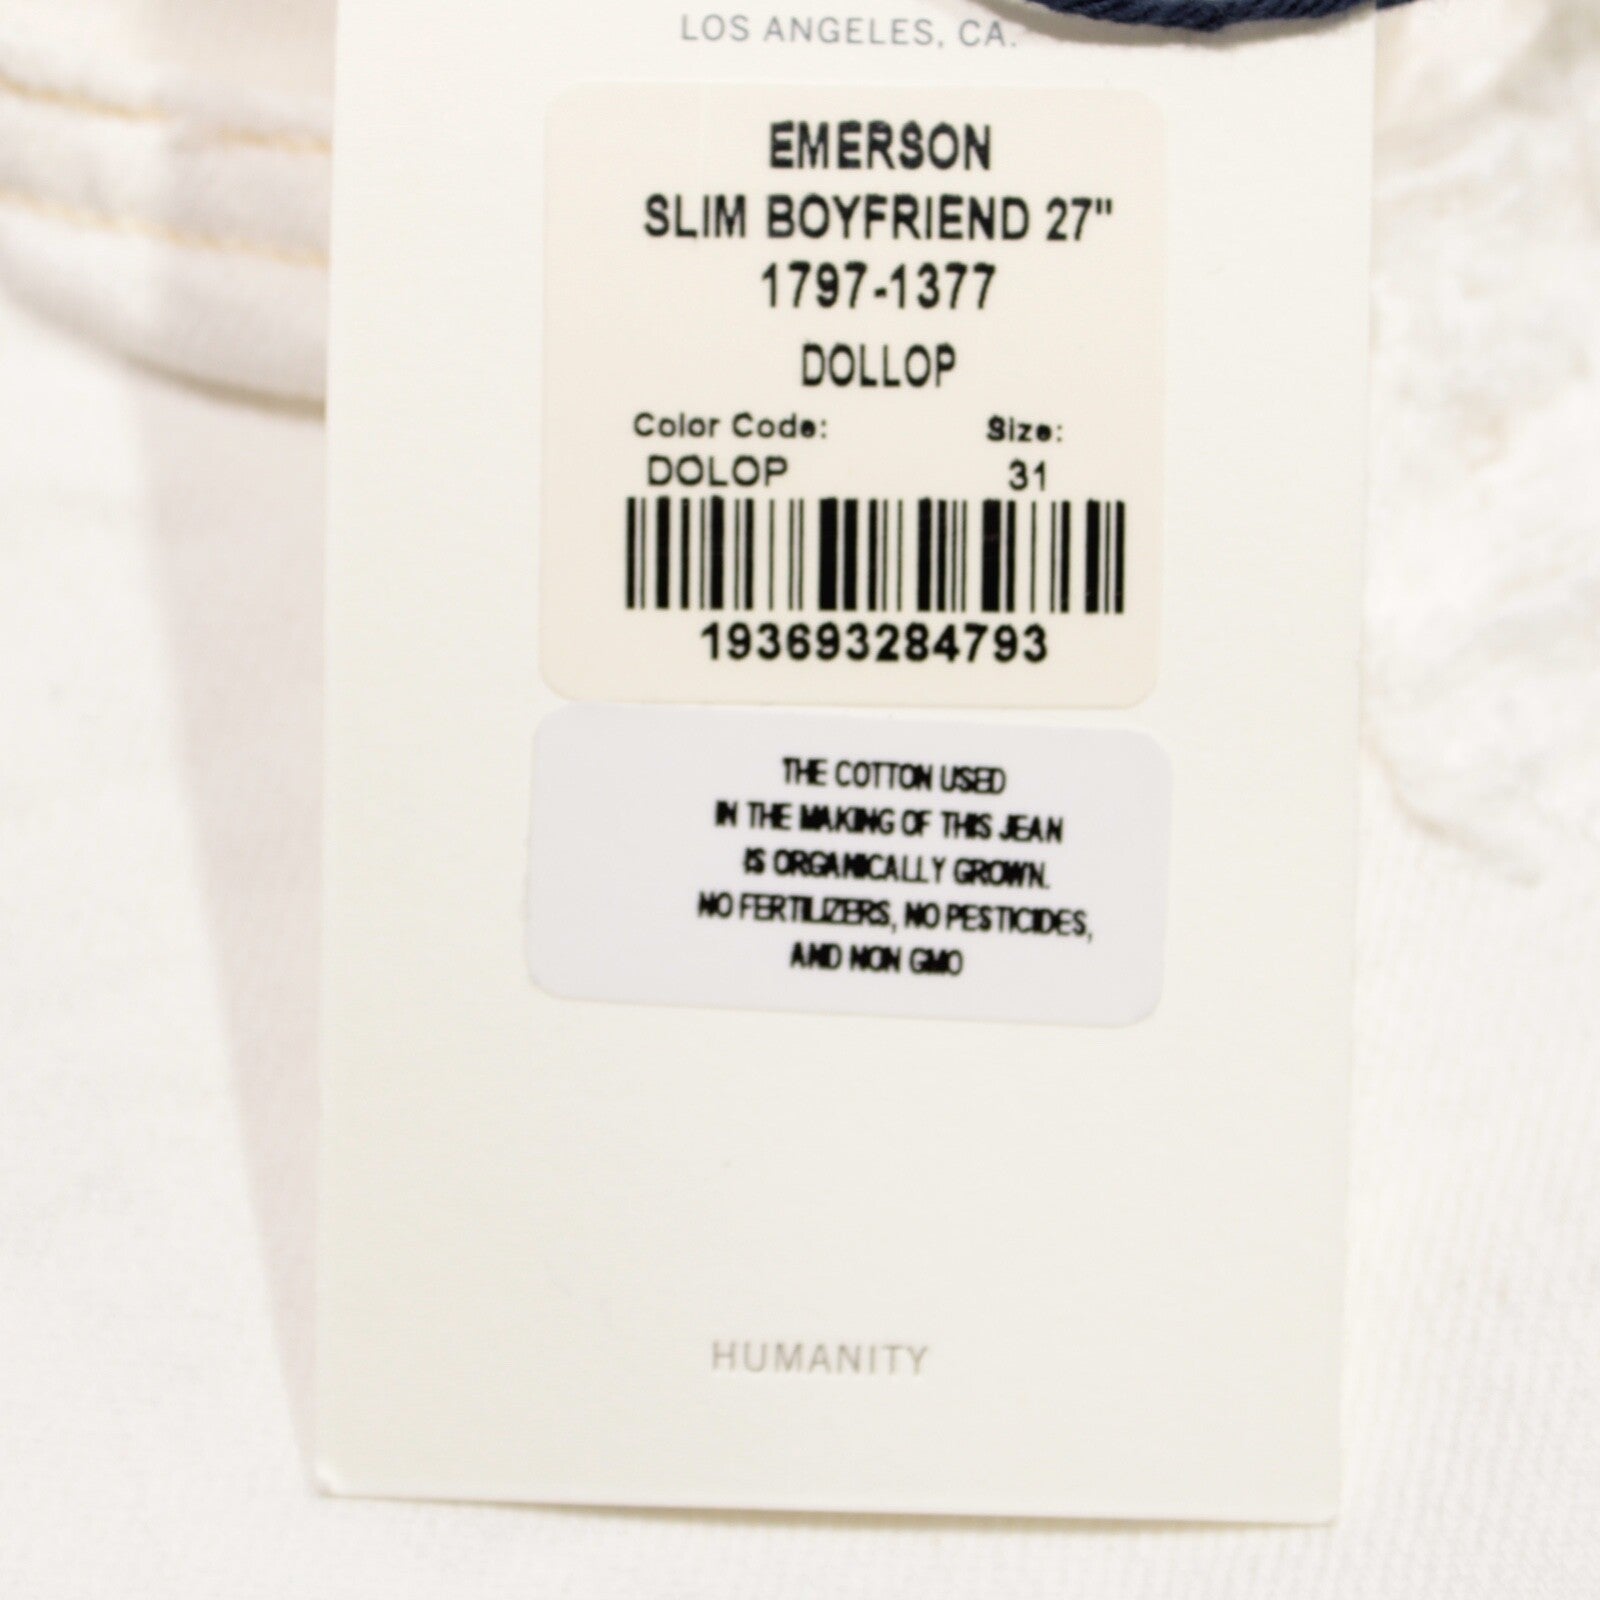 LOS ANGELES, CA.
EMERSON
SLIM BOYFRIEND 27"
1797-1377
DOLLOP
Color Code: Size:
DOLOP 31
193693284793
THE COTTON USED
IN THE MAKING OF THIS JEAN
IS ORGANICALLY GROWN.
NO FERTILIZERS, NO PESTICIDES,
AND NON GMO
HUMANITY